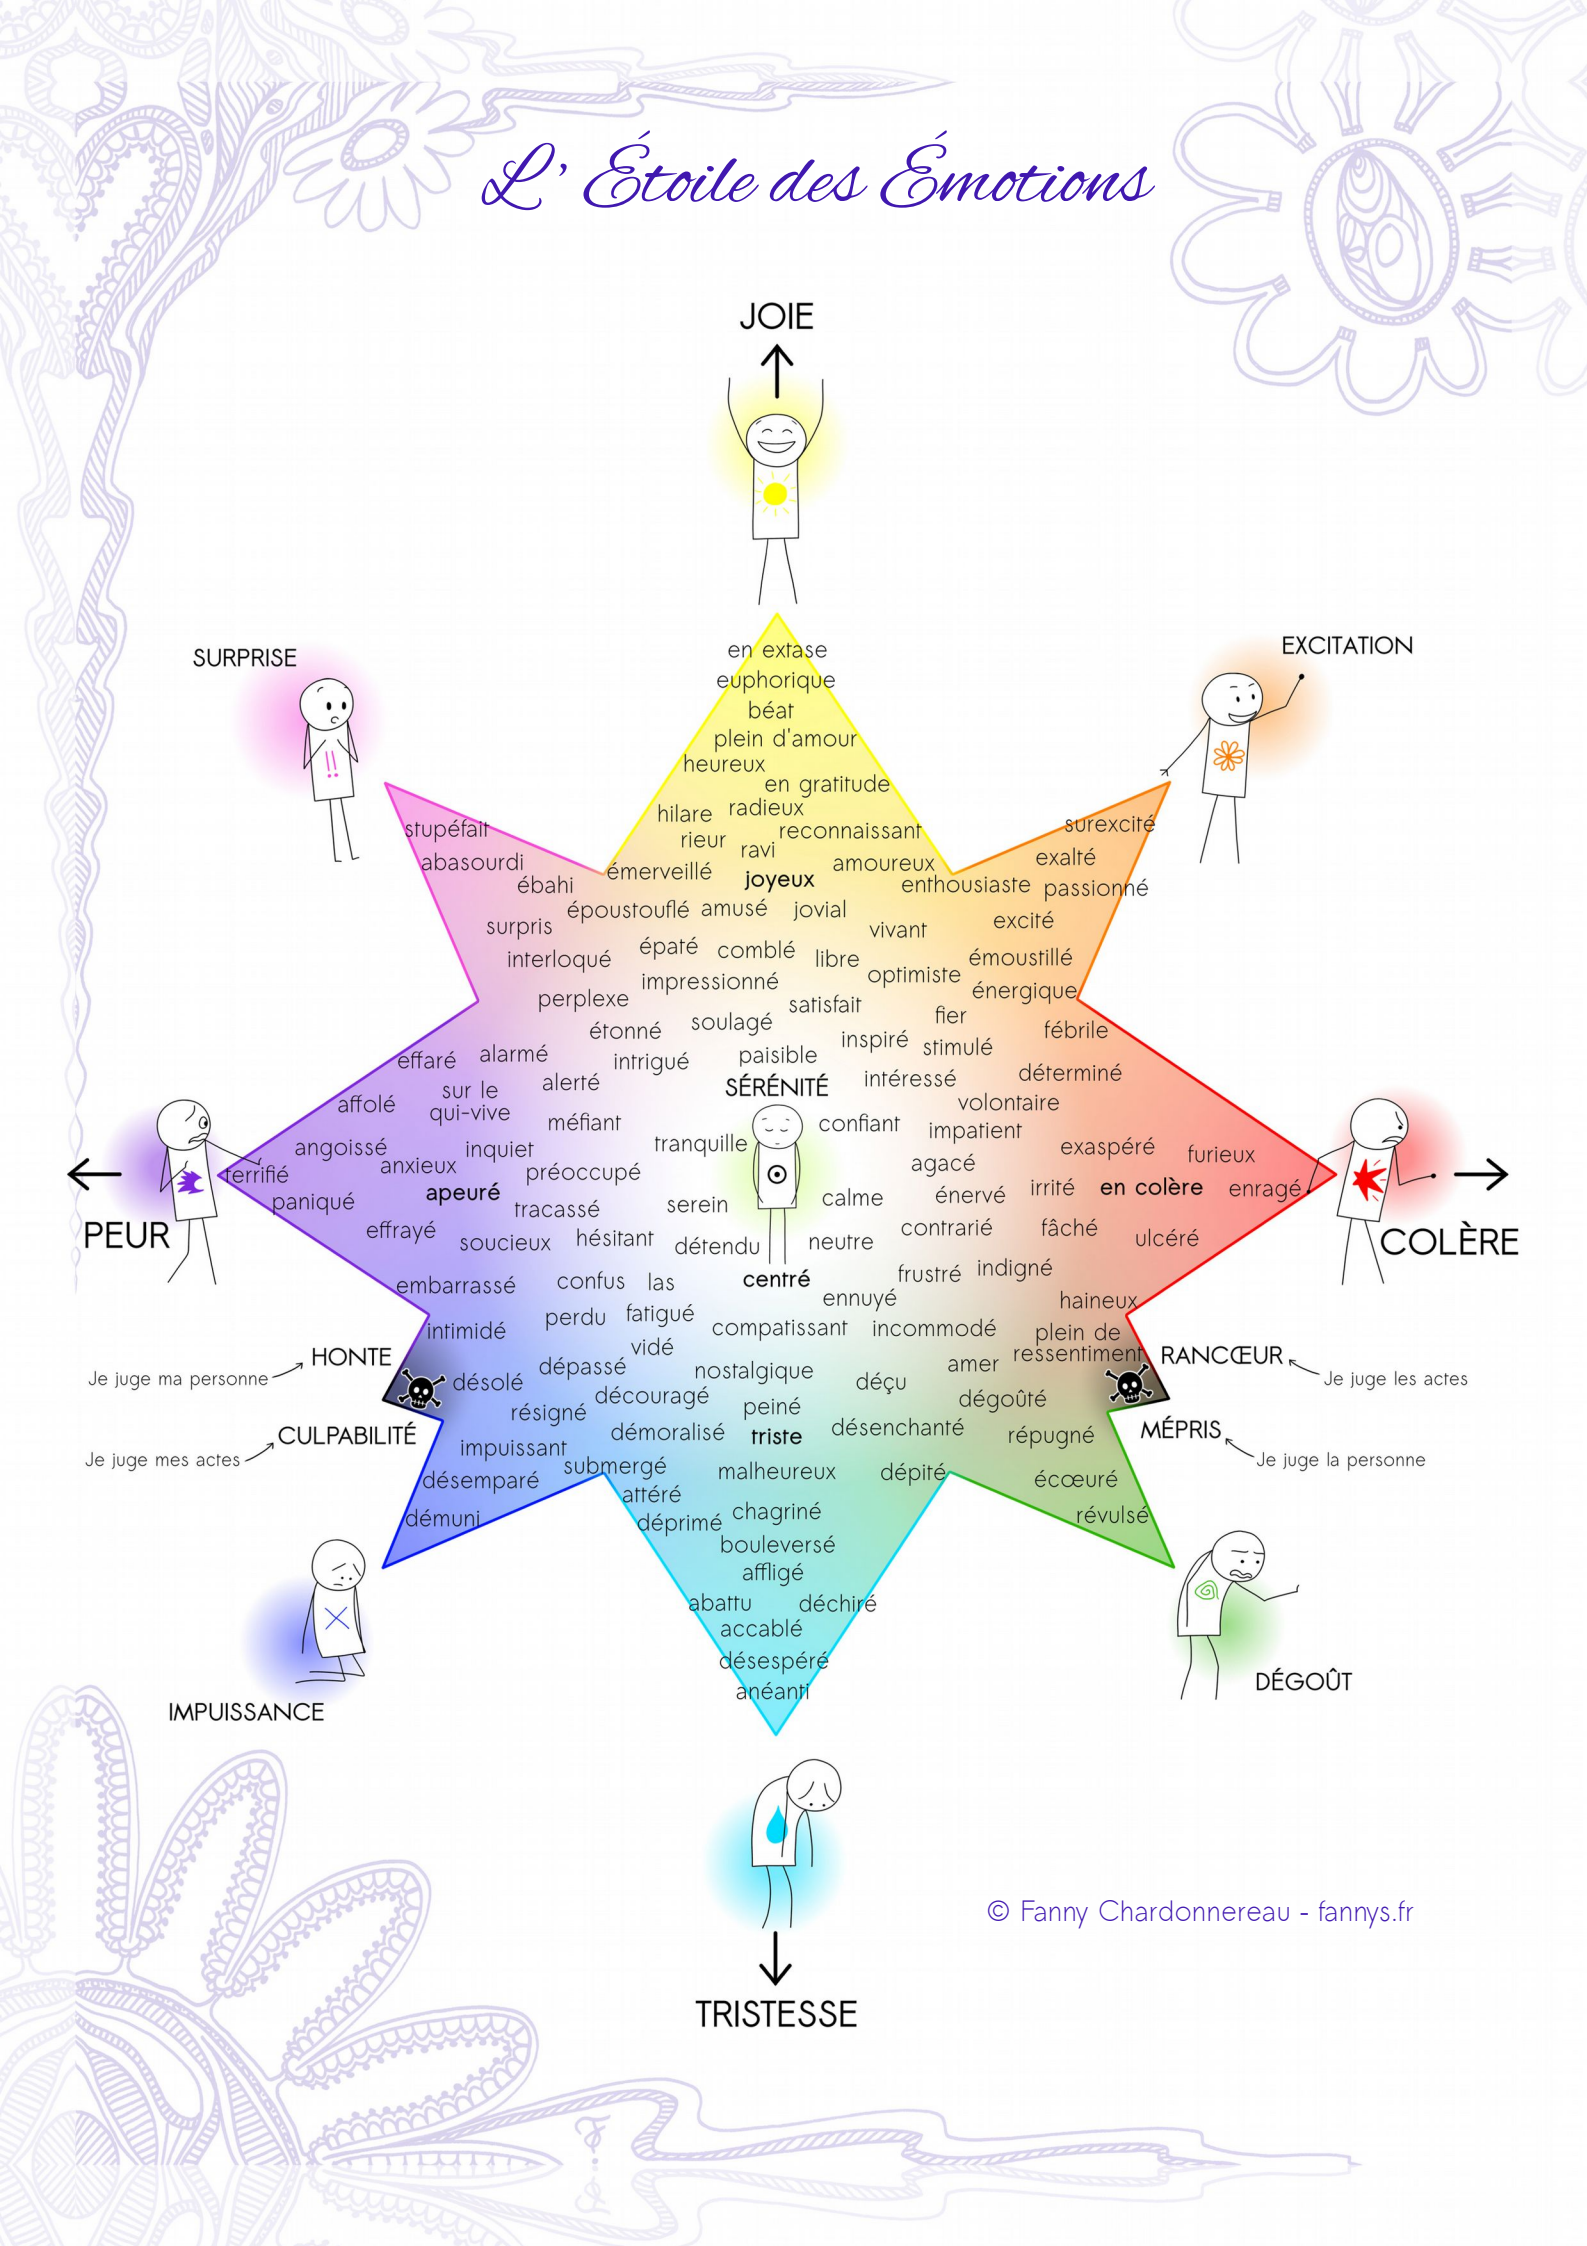 L' Étoile des Émotions
JOIE
SURPRISE
EXCITATION
en extase
euphorique
béat
plein d'amour
heureux
en gratitude
hilare radieux
stupéfait rieur reconnaissant surexcité
ravi
abasourdi émerveillé amoureux exalté
ébahi joyeux enthousiaste passionné
époustouflé amusé jovial
surpris vivant excité
interloqué épaté comblé libre émoustillé
impressionné optimiste
perplexe satisfait énergique
étonné soulagé fier fébrile
inspiré stimulé
effaré alarmé intrigué paisible
SÉRÉNITÉ
sur le
qui-vive
alerté intéressé déterminé
affolé volontaire
méfiant confiant impatient
angoissé inquiet tranquille exaspéré furieux
terrifié anxieux préoccupé agacé
apeuré irrité en colère enragé
paniqué tracassé serein calme énervé
effrayé soucieux hésitant détendu neutre contrarié fâché ulcéré
PEUR
COLÈRE
embarrassé confus las centré frustré indigné
ennuyé haineux
perdu fatigué
intimidé compatissant incommodé plein de
ressentiment
vidé
HONTE
Je juge ma personne
RANCŒUR
Je juge les actes
dépassé nostalgique amer
désolé découragé déçu
résigné peiné dégoûté
CULPABILITÉ
Je juge mes actes
MÉPRIS
Je juge la personne
démoralisé triste désenchanté répugné
impuissant
submergé malheureux dépité
désemparé écœuré
attéré
démuni déprimé chagriné révulsé
bouleversé
affligé
abattu déchiré
accablé
désespéré
anéanti
IMPUISSANCE
DÉGOÛT
© Fanny Chardonnereau - fannys.fr
TRISTESSE